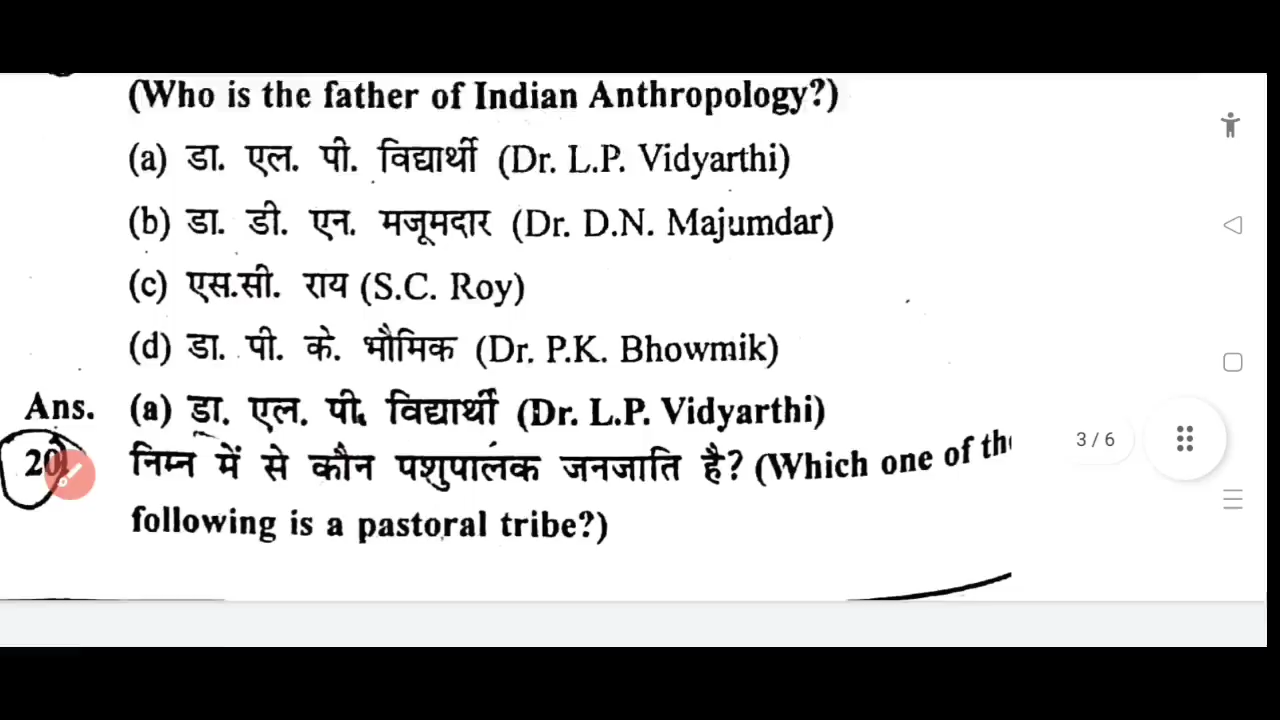 (Who is the father of Indian Anthropology?)
(a) डा. एल. पी. विद्यार्थी (Dr. L.P. Vidyarthi)
(b) डा. डी. एन. मजूमदार (Dr. D.N. Majumdar)
(c) एस.सी. राय (S.C. Roy)
(d) डा. पी. के. भौमिक (Dr. P.K. Bhowmik)
Ans. (a) डा. एल. पी. विद्यार्थी (Dr. L.P. Vidyarthi)
20. निम्न में से कौन पशुपालक जनजाति है? (Which one of the
3 / 6
following is a pastoral tribe?)